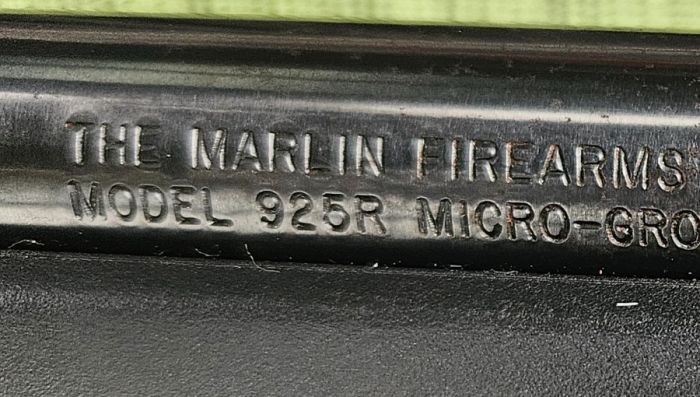 THE MARLIN FIREARMS
MODEL 925R MICRO-GRO